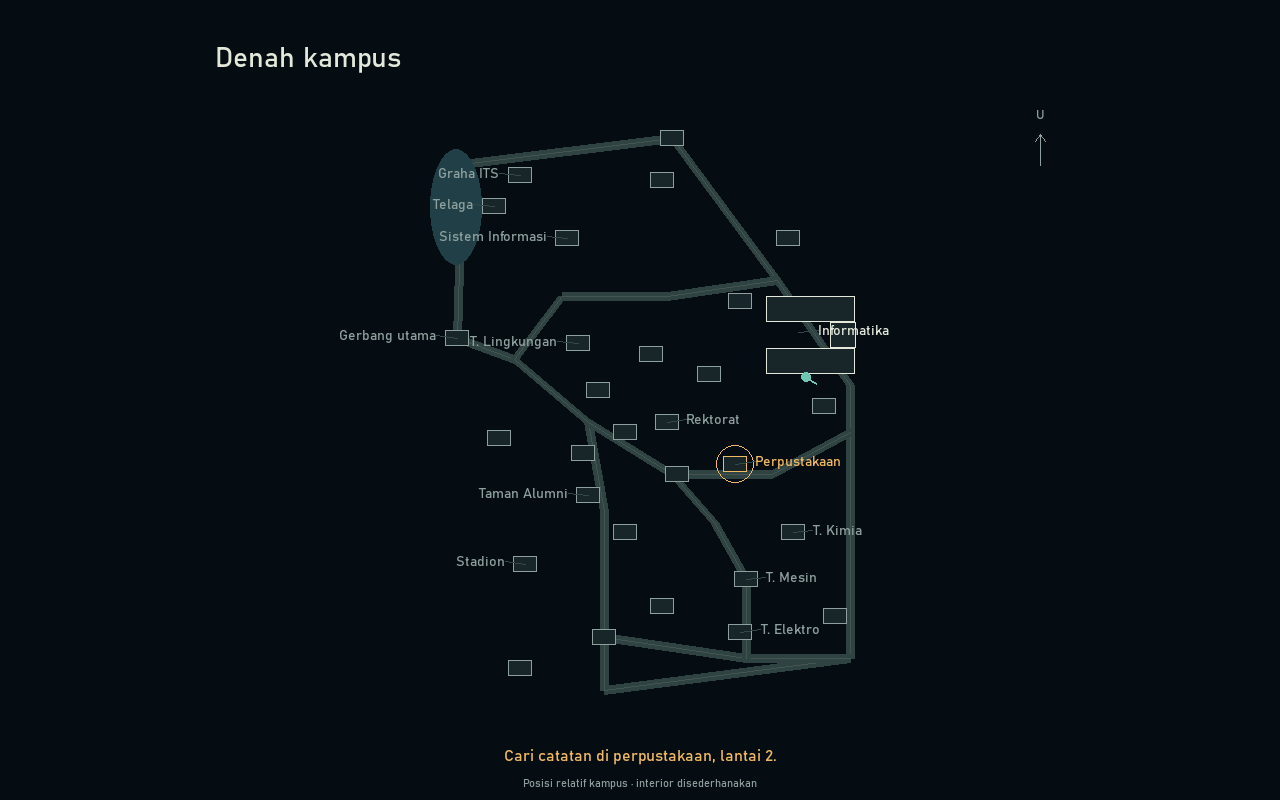 Denah kampus
U
Graha ITS
Telaga
Sistem Informasi
Informatika
Gerbang utama
T. Lingkungan
Rektorat
Perpustakaan
Taman Alumni
T. Kimia
Stadion
T. Mesin
T. Elektro
Cari catatan di perpustakaan, lantai 2.
Posisi relatif kampus · interior disederhanakan